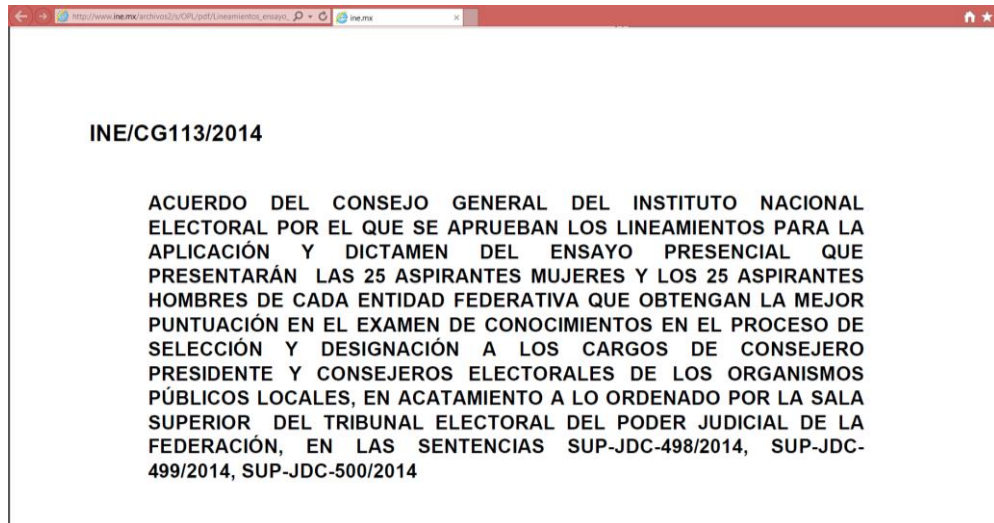 http://www.ine.mx/archivos2/s/OPL/pdf/Lineamientos_ensayo_
ine.mx
INE/CG113/2014
ACUERDO DEL CONSEJO GENERAL DEL INSTITUTO NACIONAL
ELECTORAL POR EL QUE SE APRUEBAN LOS LINEAMIENTOS PARA LA
APLICACIÓN Y DICTAMEN DEL ENSAYO PRESENCIAL QUE
PRESENTARÁN LAS 25 ASPIRANTES MUJERES Y LOS 25 ASPIRANTES
HOMBRES DE CADA ENTIDAD FEDERATIVA QUE OBTENGAN LA MEJOR
PUNTUACIÓN EN EL EXAMEN DE CONOCIMIENTOS EN EL PROCESO DE
SELECCIÓN Y DESIGNACIÓN A LOS CARGOS DE CONSEJERO
PRESIDENTE Y CONSEJEROS ELECTORALES DE LOS ORGANISMOS
PÚBLICOS LOCALES, EN ACATAMIENTO A LO ORDENADO POR LA SALA
SUPERIOR DEL TRIBUNAL ELECTORAL DEL PODER JUDICIAL DE LA
FEDERACIÓN, EN LAS SENTENCIAS SUP-JDC-498/2014, SUP-JDC-
499/2014, SUP-JDC-500/2014